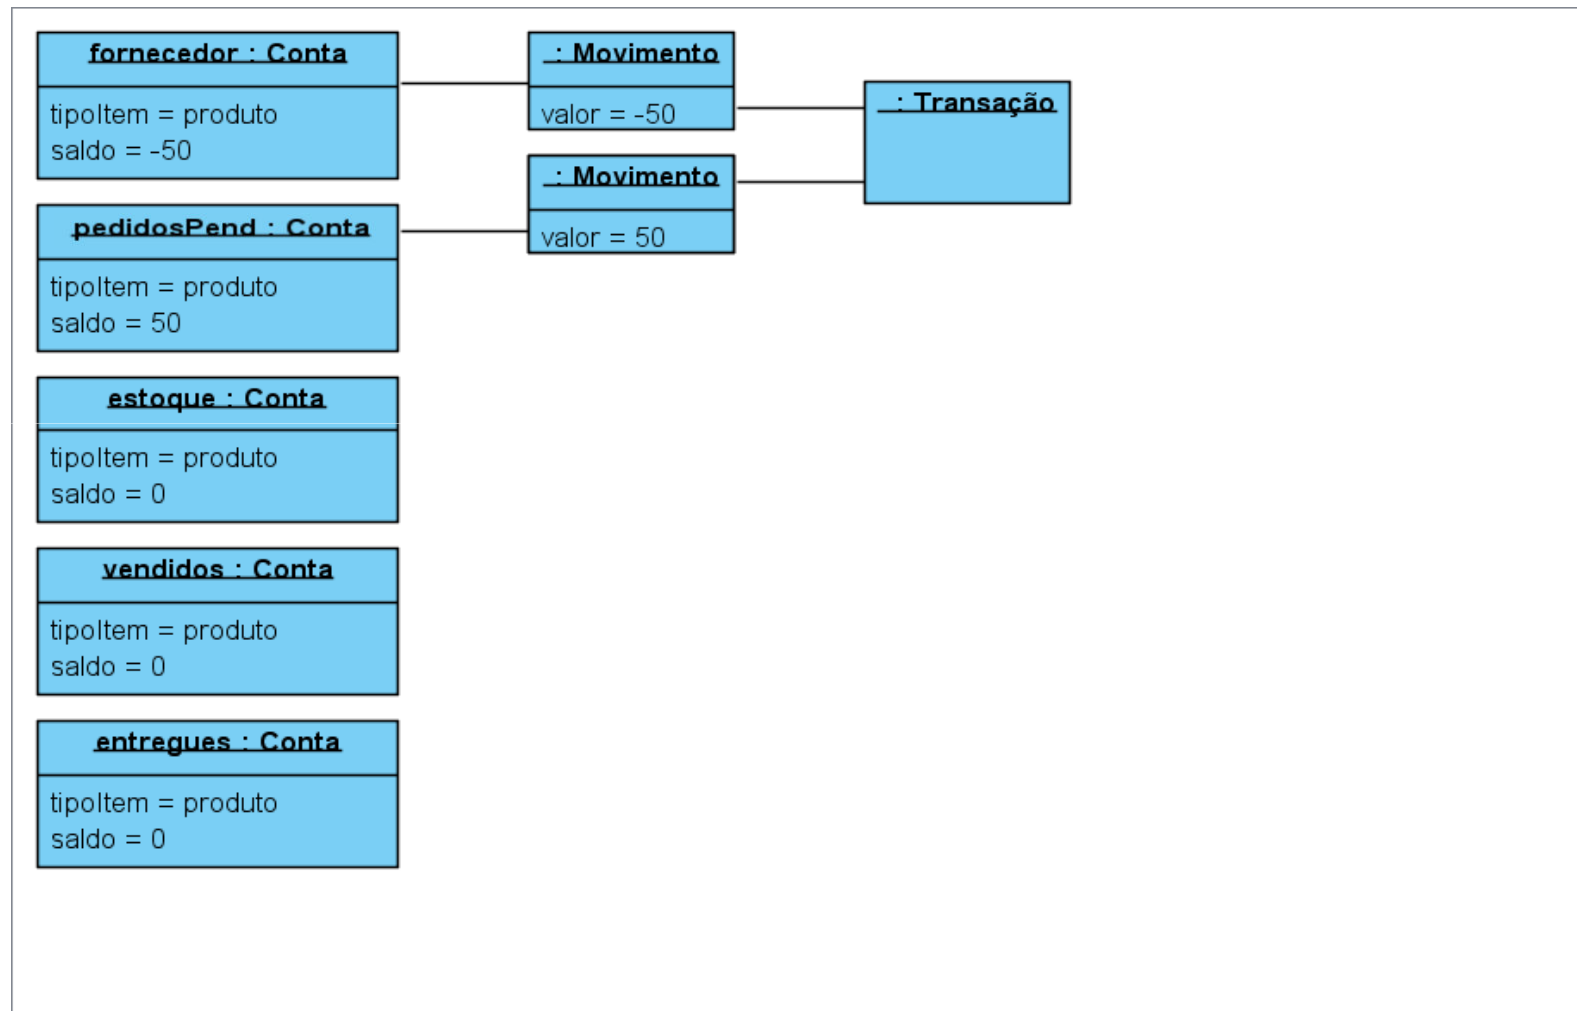 fornecedor : Conta
tipoItem = produto
saldo = -50
: Movimento
valor = -50
: Transação
: Movimento
valor = 50
pedidosPend : Conta
tipoItem = produto
saldo = 50
estoque : Conta
tipoItem = produto
saldo = 0
vendidos : Conta
tipoItem = produto
saldo = 0
entregues : Conta
tipoItem = produto
saldo = 0